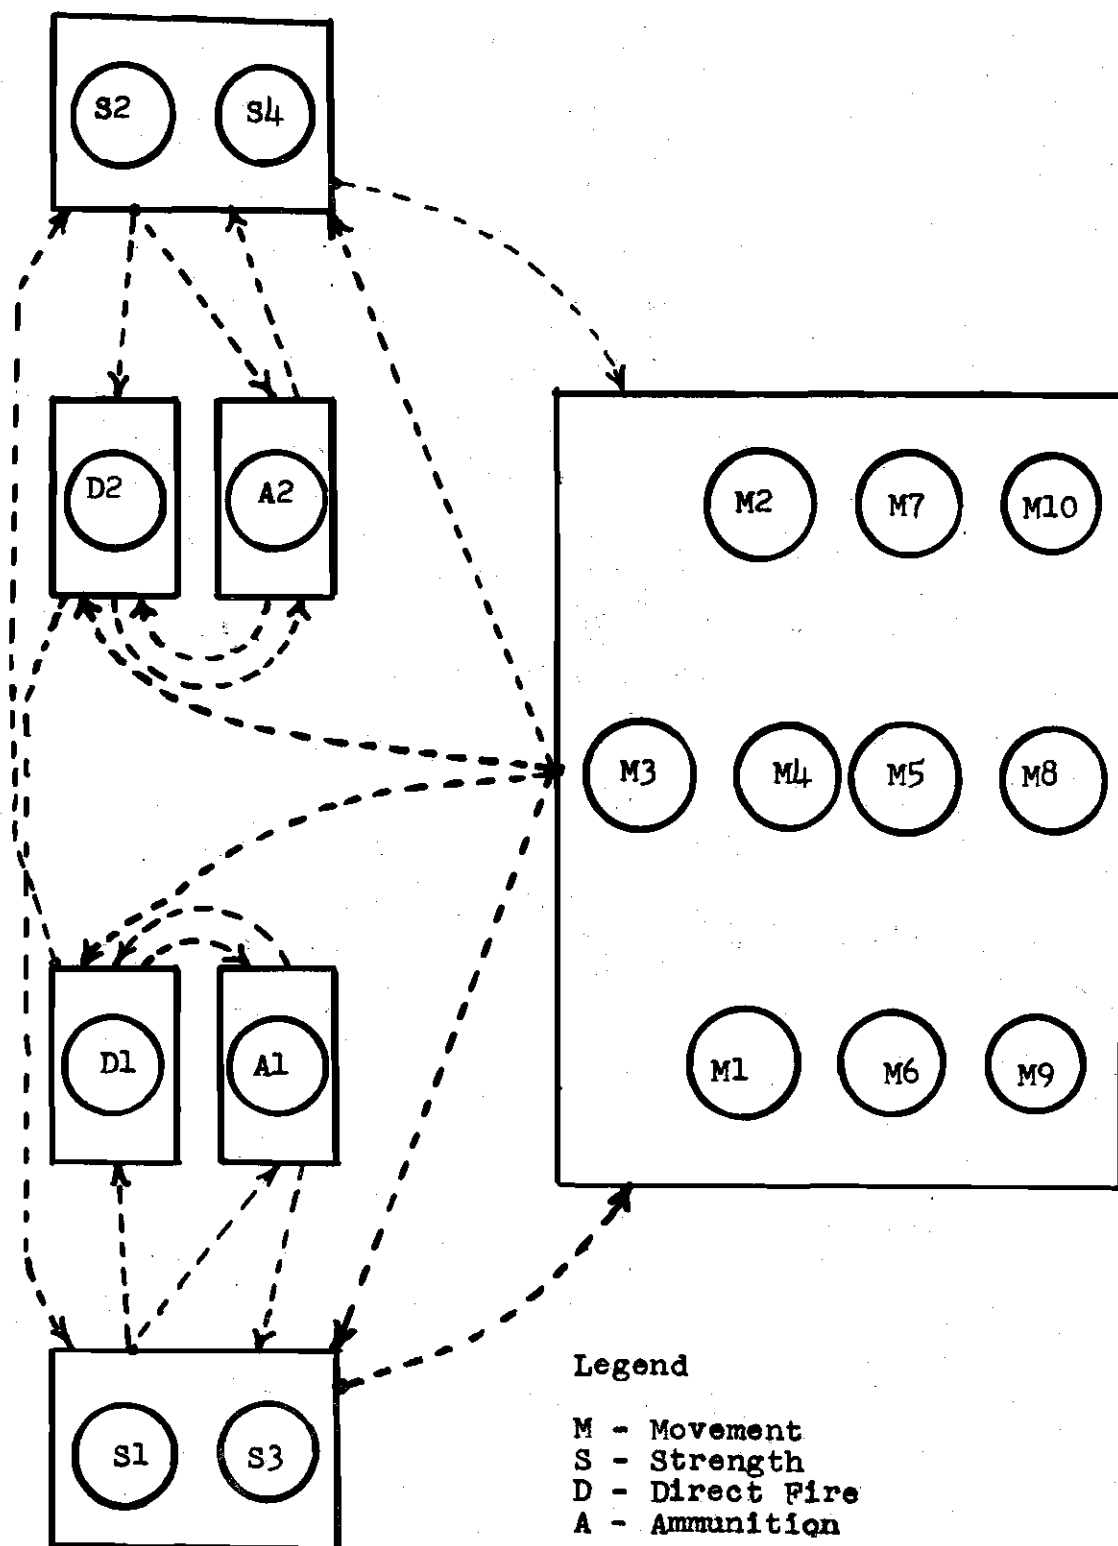 S2 S4
D2 A2
M2 M7 M10
M3 M4 M5 M8
D1 A1
M1 M6 M9
S1 S3
Legend
M - Movement
S - Strength
D - Direct Fire
A - Ammunition